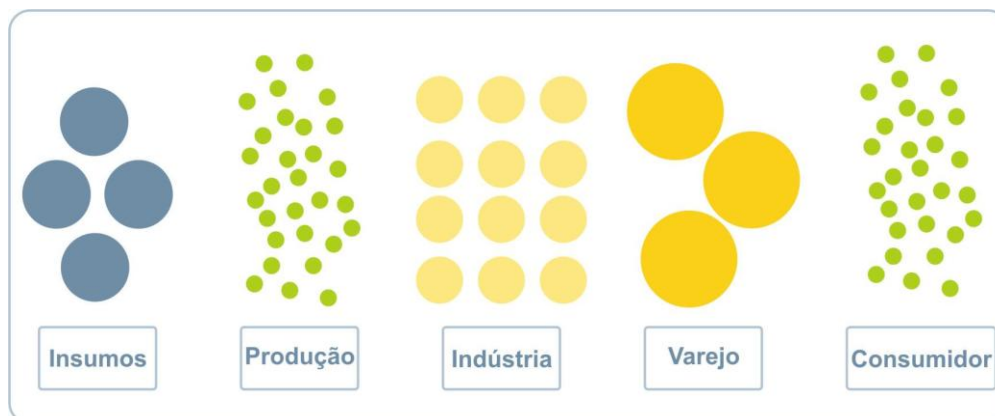 Insumos
Produção
Indústria
Varejo
Consumidor